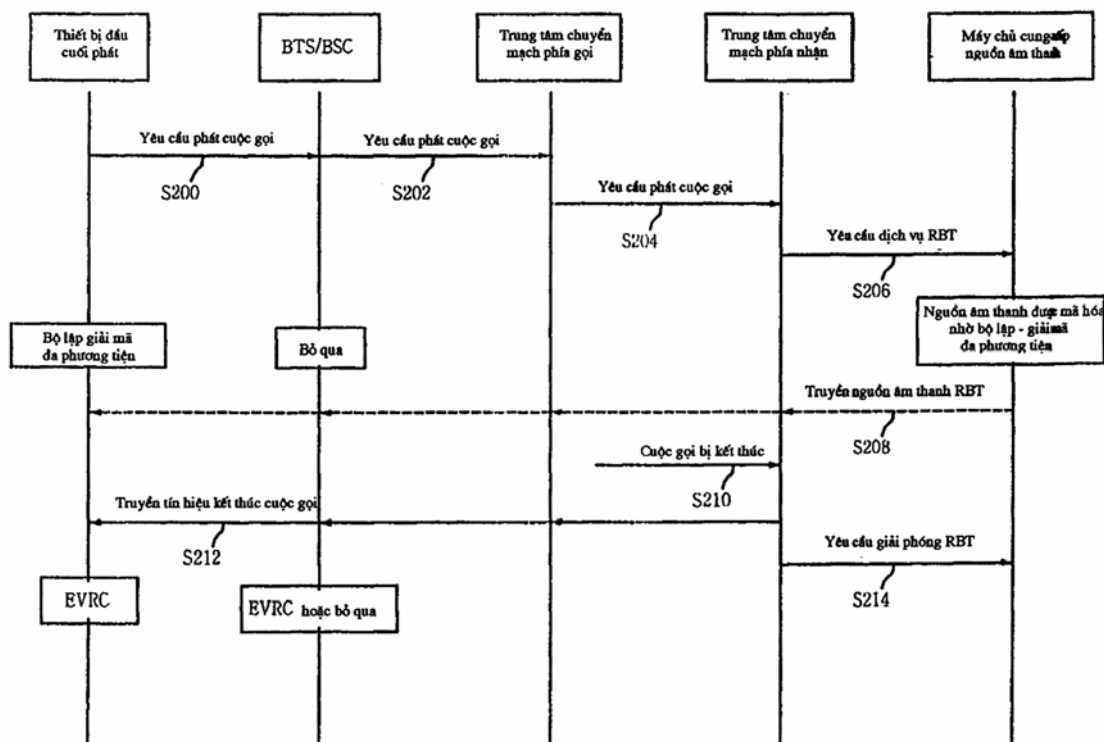 Thiết bị đầu
cuối phát
BTS/BSC
Trung tâm chuyển
mạch phía gọi
Trung tâm chuyển
mạch phía nhận
Máy chủ cung cấp
nguồn âm thanh
Yêu cầu phát cuộc gọi
S200
Yêu cầu phát cuộc gọi
S202
Yêu cầu phát cuộc gọi
S204
Yêu cầu dịch vụ RBT
S206
Bộ lập giải mã
đa phương tiện
Bỏ qua
Nguồn âm thanh được mã hóa
nhờ bộ lập - giải mã
đa phương tiện
Truyền nguồn âm thanh RBT
S208
Cuộc gọi bị kết thúc
S210
Truyền tín hiệu kết thúc cuộc gọi
S212
Yêu cầu giải phóng RBT
S214
EVRC
EVRC hoặc bỏ qua